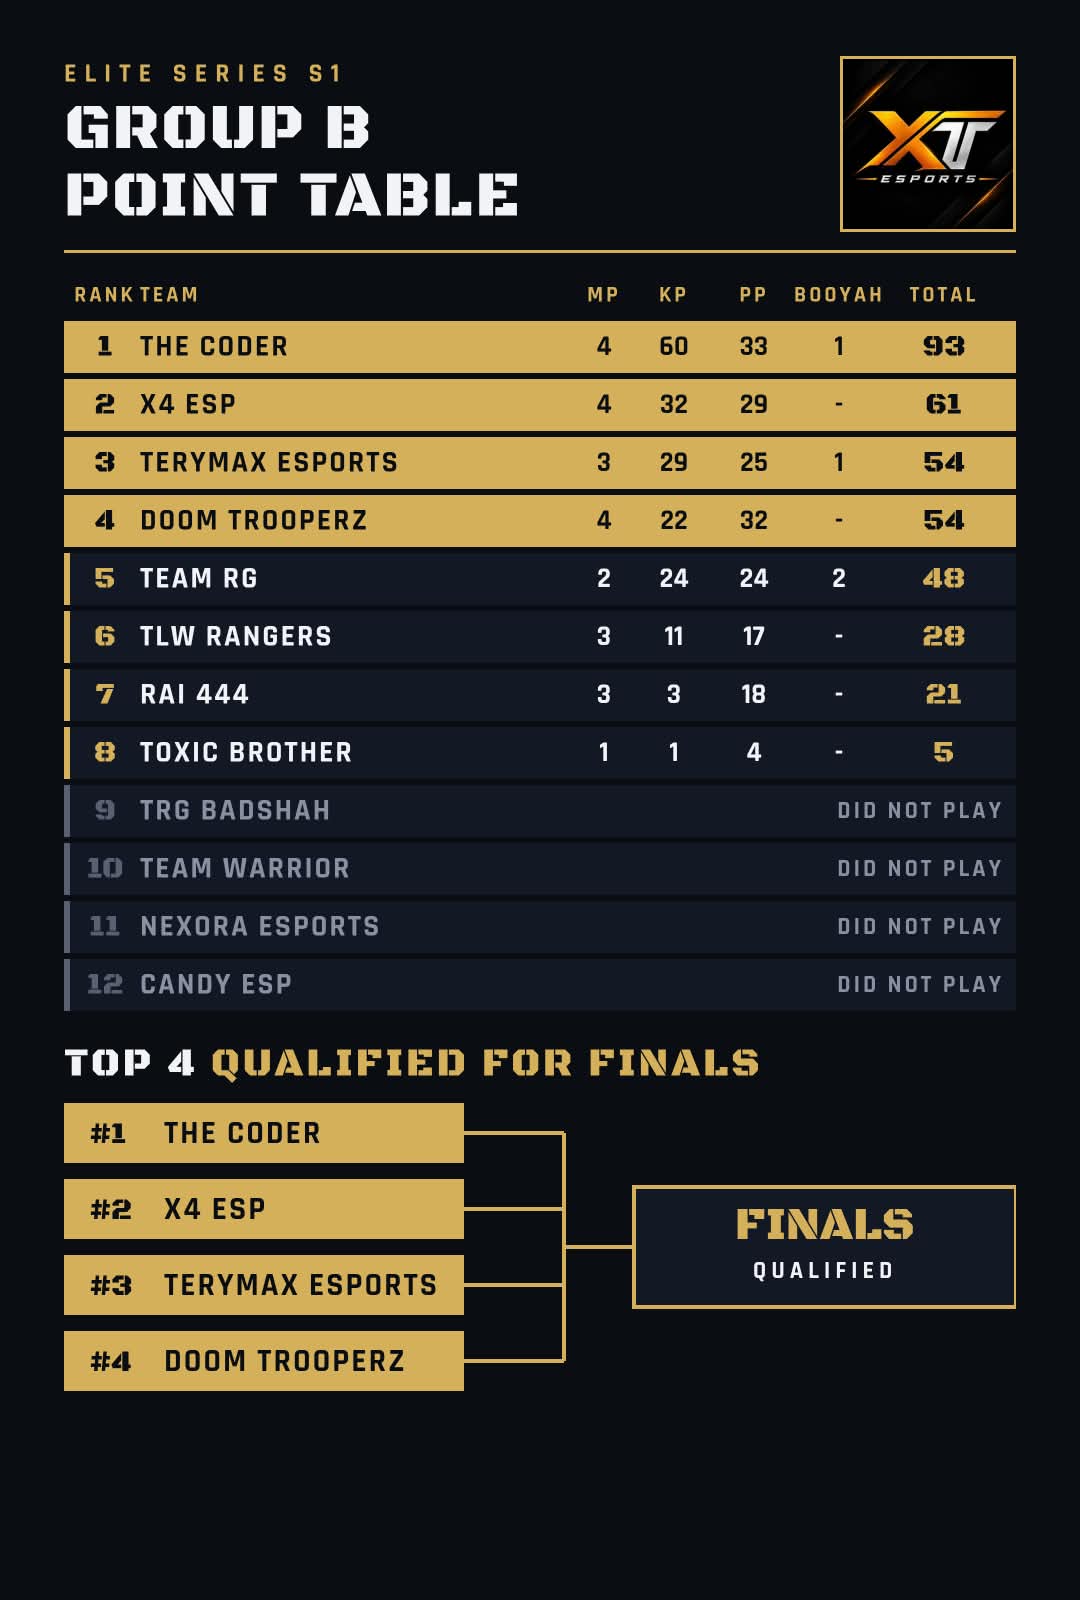 ELITE SERIES S1
GROUP B
POINT TABLE
XT
ESPORTS
RANK TEAM MP KP PP BOOYAH TOTAL
1 THE CODER 4 60 33 1 93
2 X4 ESP 4 32 29 - 61
3 TERYMAX ESPORTS 3 29 25 1 54
4 DOOM TROOPERZ 4 22 32 - 54
5 TEAM RG 2 24 24 2 48
6 TLW RANGERS 3 11 17 - 28
7 RAI 444 3 3 18 - 21
8 TOXIC BROTHER 1 1 4 - 5
9 TRG BADSHAH DID NOT PLAY
10 TEAM WARRIOR DID NOT PLAY
11 NEXORA ESPORTS DID NOT PLAY
12 CANDY ESP DID NOT PLAY
TOP 4 QUALIFIED FOR FINALS
#1 THE CODER
#2 X4 ESP
#3 TERYMAX ESPORTS
#4 DOOM TROOPERZ
FINALS
QUALIFIED